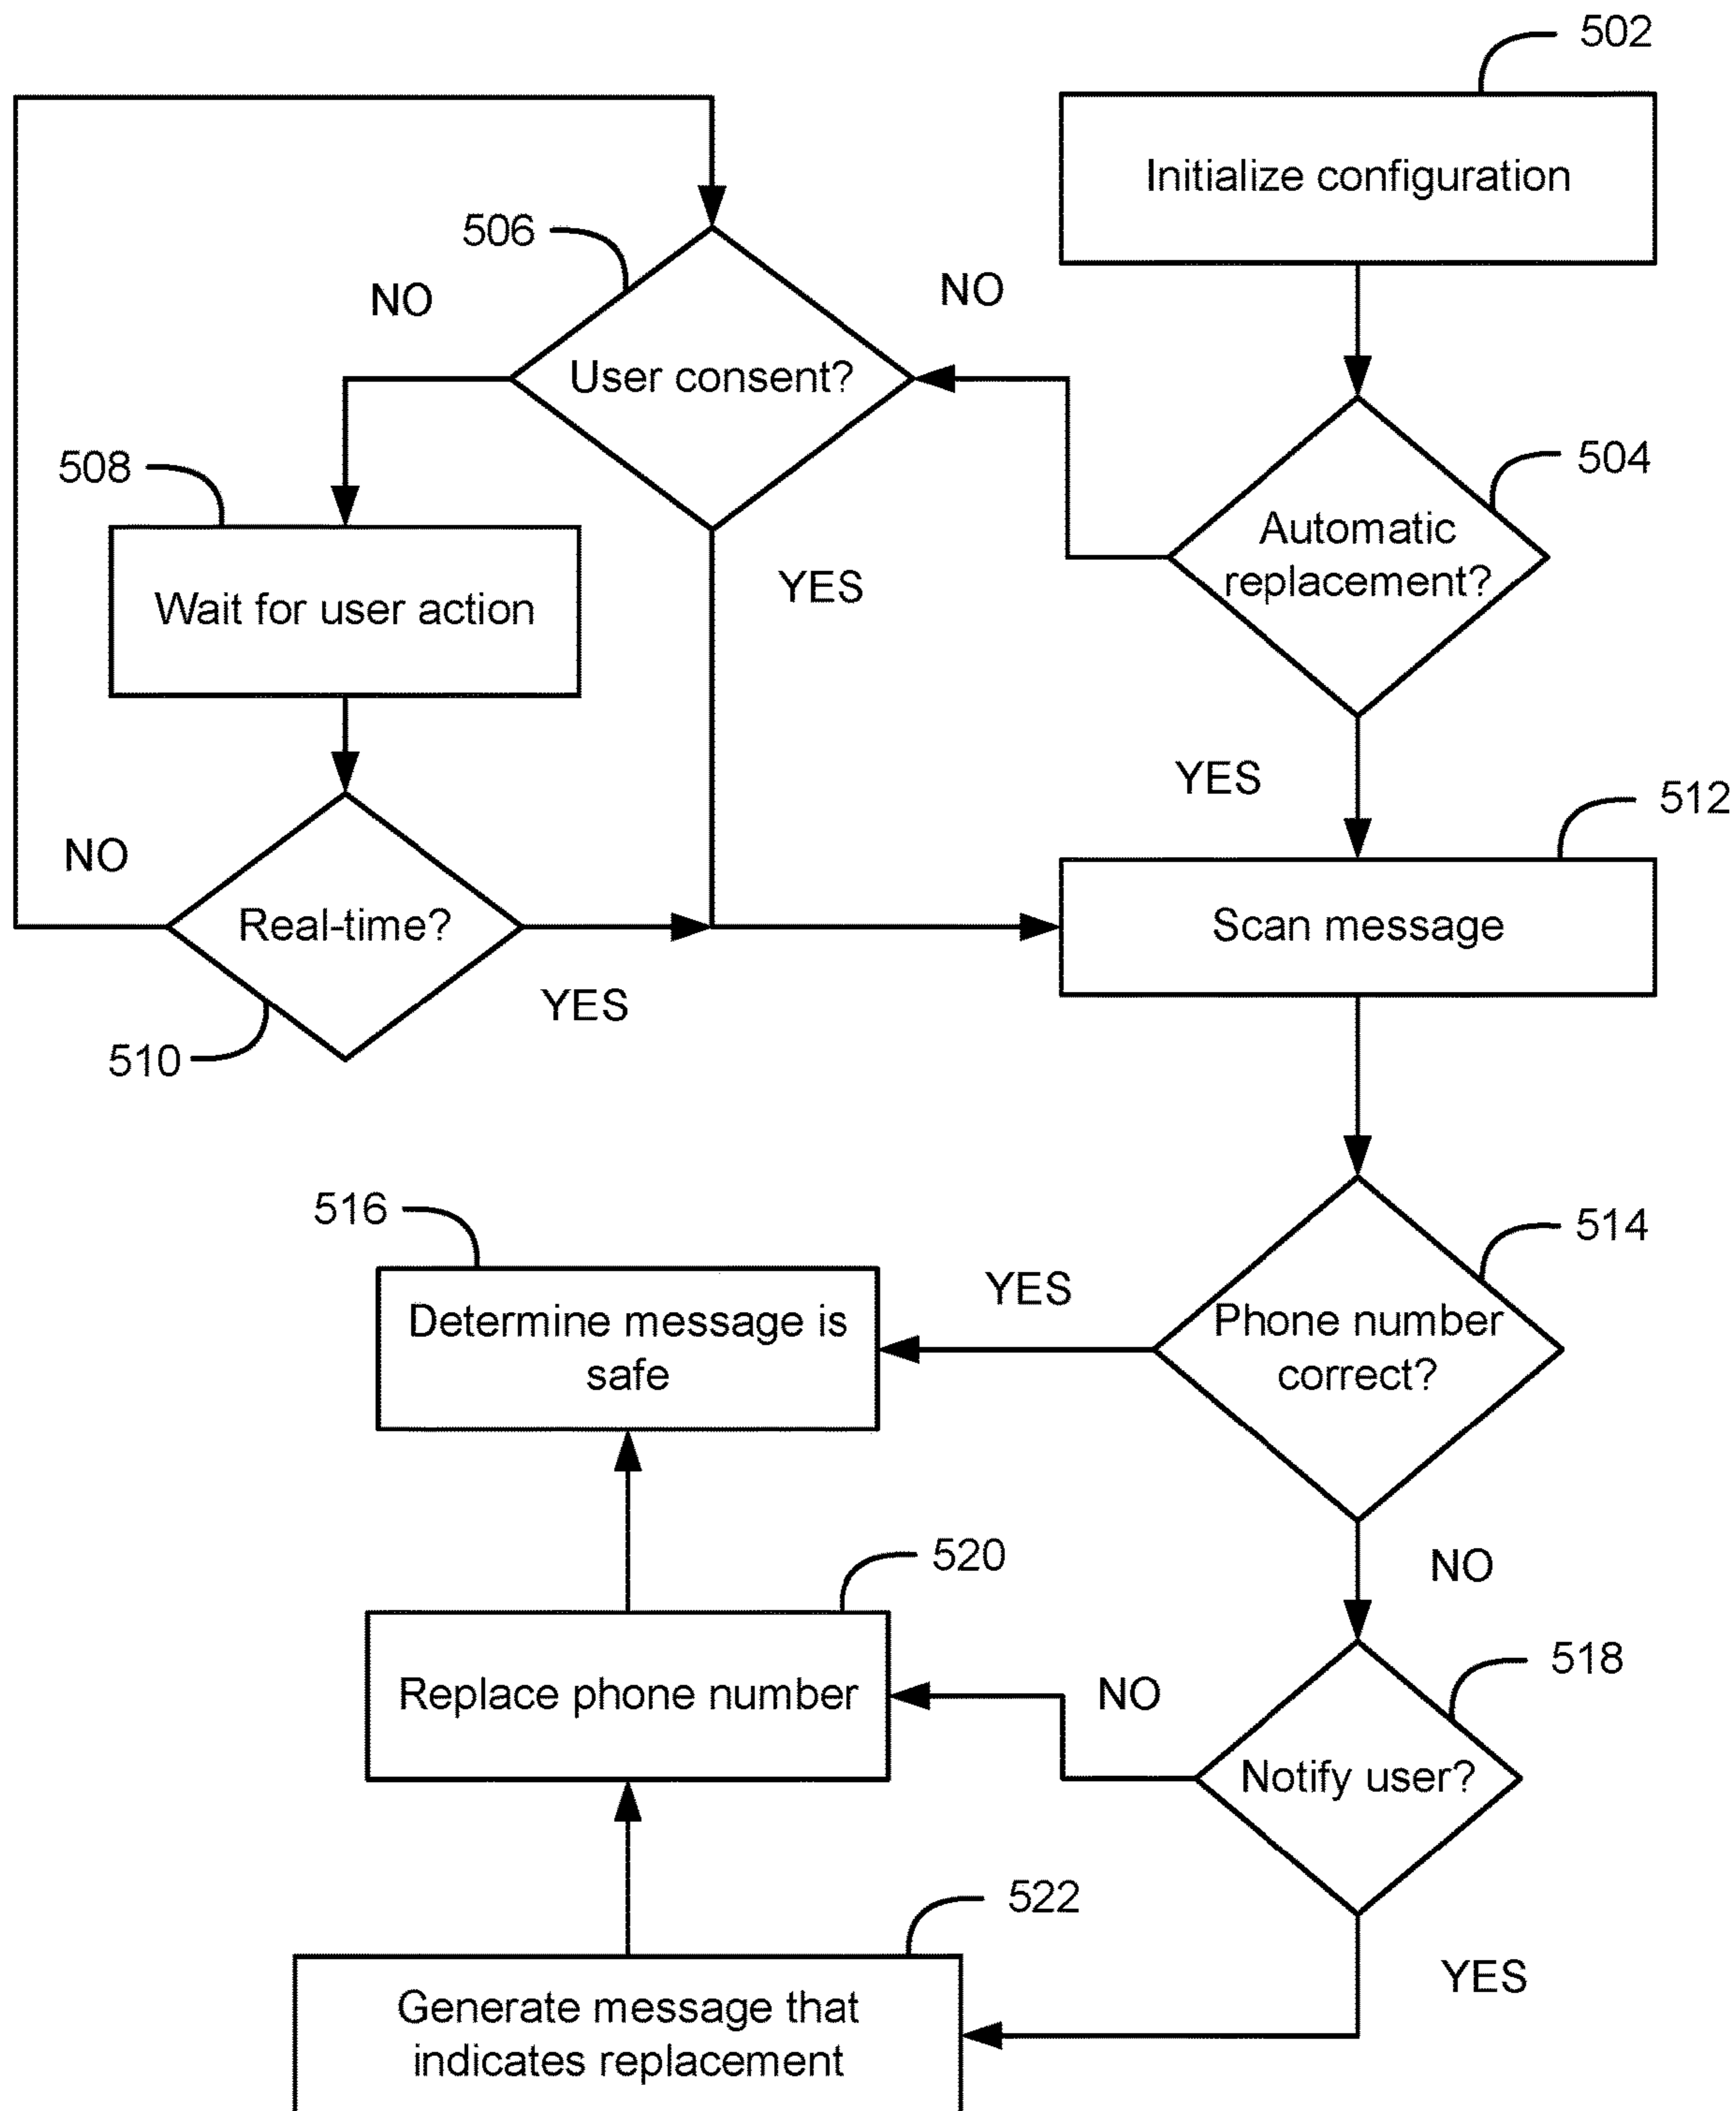 502
Initialize configuration
506
NO
NO
User consent?
504
508
Automatic
replacement?
YES
Wait for user action
YES
512
NO
Real-time?
Scan message
YES
510
516
514
YES
Determine message is
safe
Phone number
correct?
520
NO
518
Replace phone number
NO
Notify user?
522
YES
Generate message that
indicates replacement